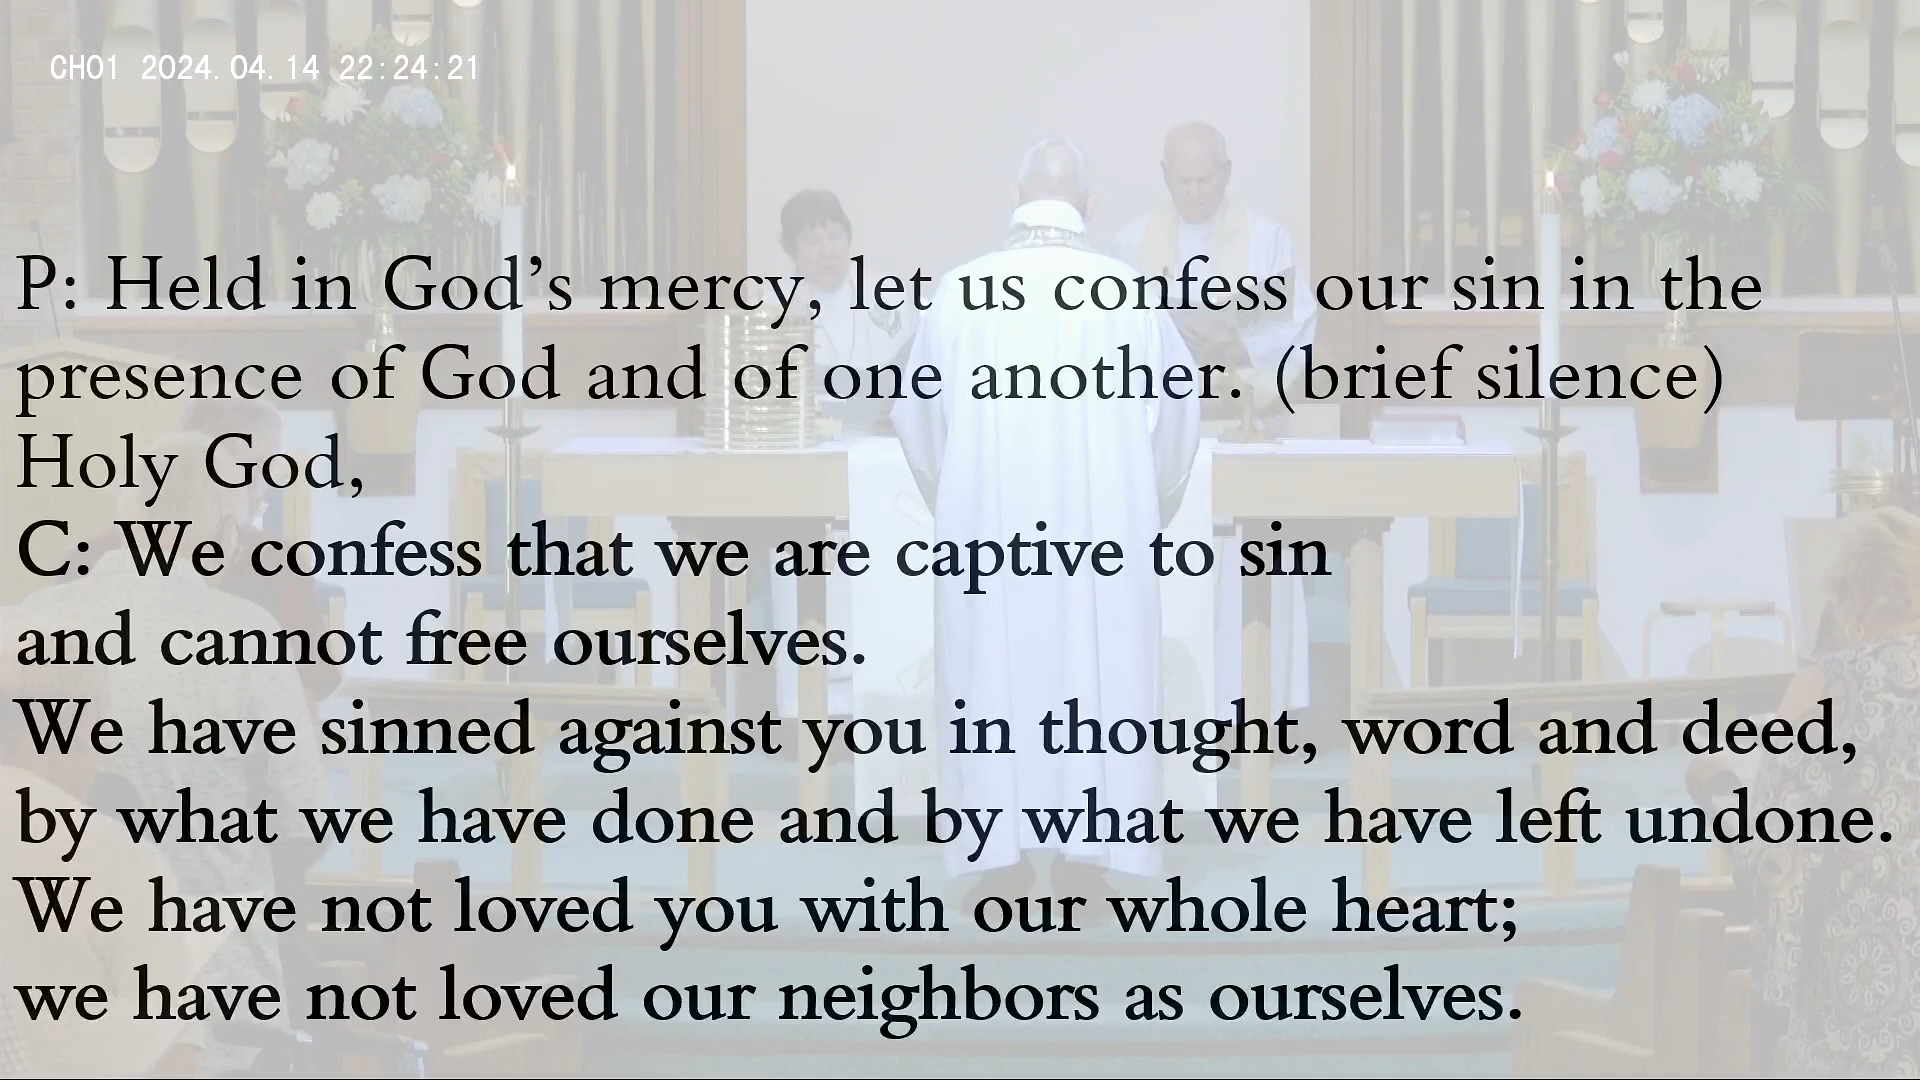 CH01 2024.04.14 22:24:21
P: Held in God’s mercy, let us confess our sin in the
presence of God and of one another. (brief silence)
Holy God,
C: We confess that we are captive to sin
and cannot free ourselves.
We have sinned against you in thought, word and deed,
by what we have done and by what we have left undone.
We have not loved you with our whole heart;
we have not loved our neighbors as ourselves.